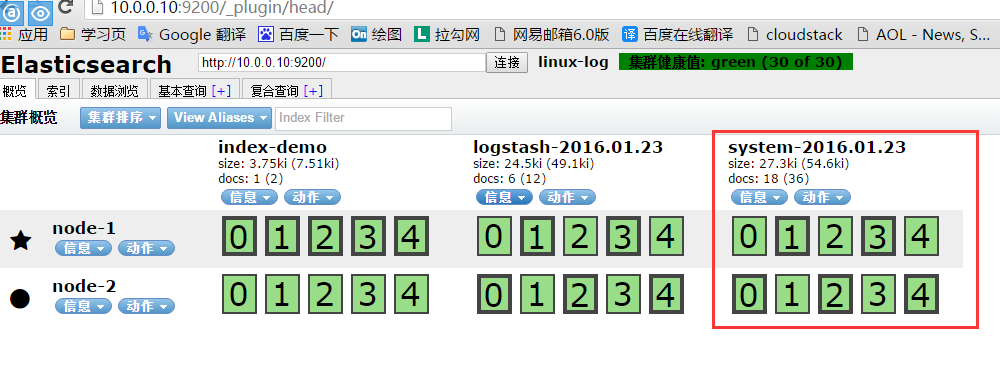 10.0.0.10:9200/_plugin/head/
应用 学习页 Google 翻译 百度一下 On 绘图 L 拉勾网 网易邮箱6.0版 译 百度在线翻译 cloudstack AOL - News, S...
Elasticsearch http://10.0.0.10:9200/ 连接 linux-log 集群健康值: green (30 of 30)
概览 索引 数据浏览 基本查询 [+] 复合查询 [+]
集群概览 集群排序 View Aliases Index Filter
index-demo logstash-2016.01.23 system-2016.01.23
size: 3.75ki (7.51ki) size: 24.5ki (49.1ki) size: 27.3ki (54.6ki)
docs: 1 (2) docs: 6 (12) docs: 18 (36)
信息 动作 信息 动作 信息 动作
node-1 0 1 2 3 4 0 1 2 3 4 0 1 2 3 4
信息 动作
node-2 0 1 2 3 4 0 1 2 3 4 0 1 2 3 4
信息 动作